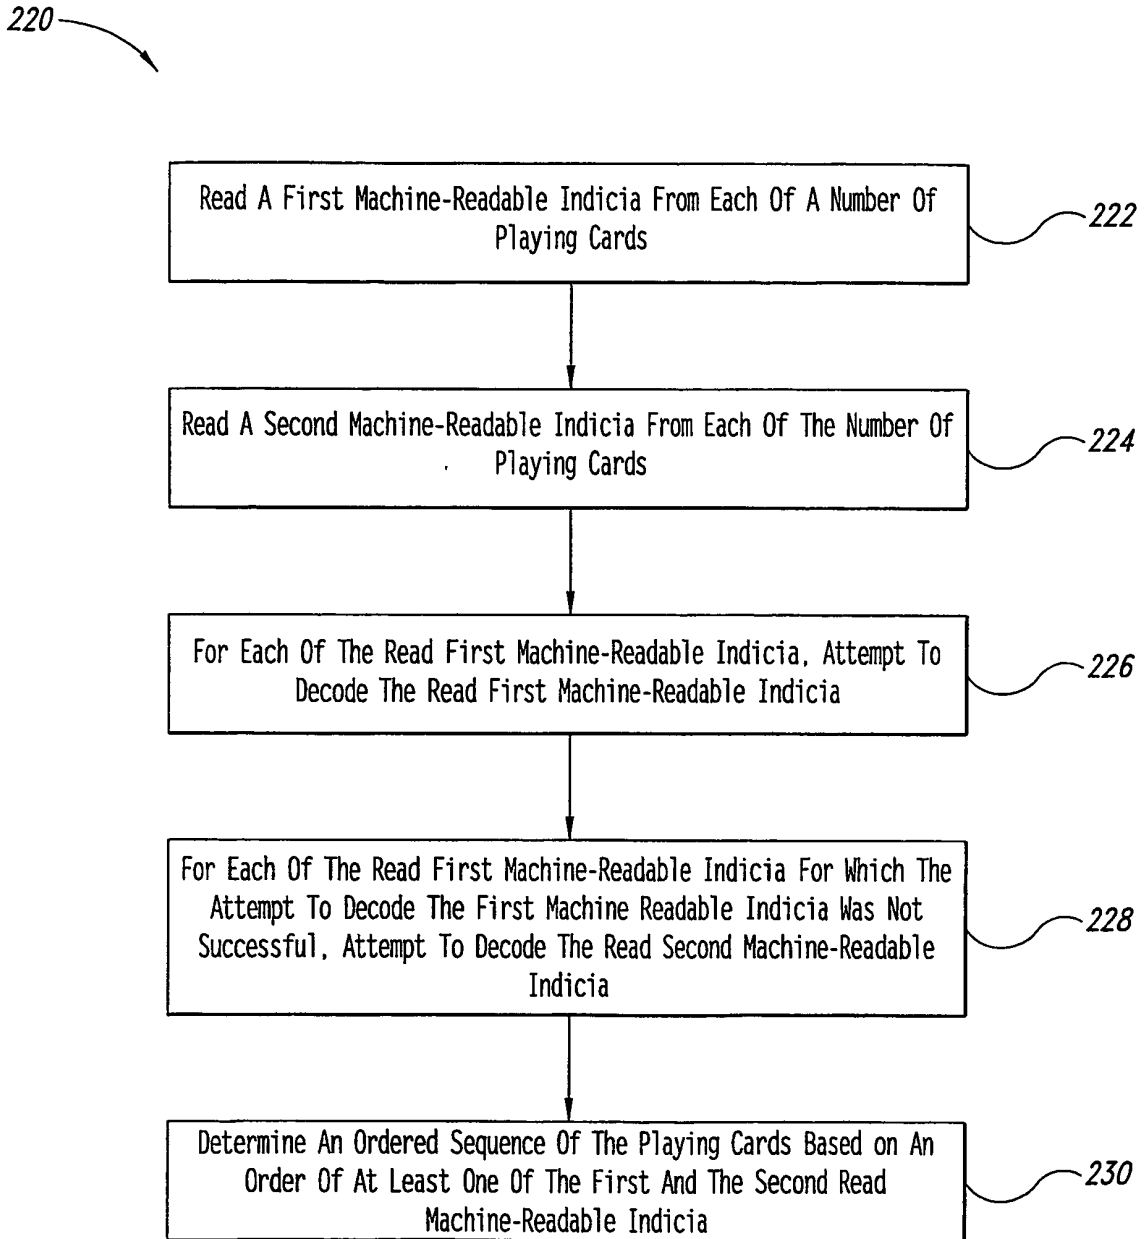 220
Read A First Machine-Readable Indicia From Each Of A Number Of
Playing Cards
222
Read A Second Machine-Readable Indicia From Each Of The Number Of
Playing Cards
224
For Each Of The Read First Machine-Readable Indicia, Attempt To
Decode The Read First Machine-Readable Indicia
226
For Each Of The Read First Machine-Readable Indicia For Which The
Attempt To Decode The First Machine Readable Indicia Was Not
Successful, Attempt To Decode The Read Second Machine-Readable
Indicia
228
Determine An Ordered Sequence Of The Playing Cards Based on An
Order Of At Least One Of The First And The Second Read
Machine-Readable Indicia
230